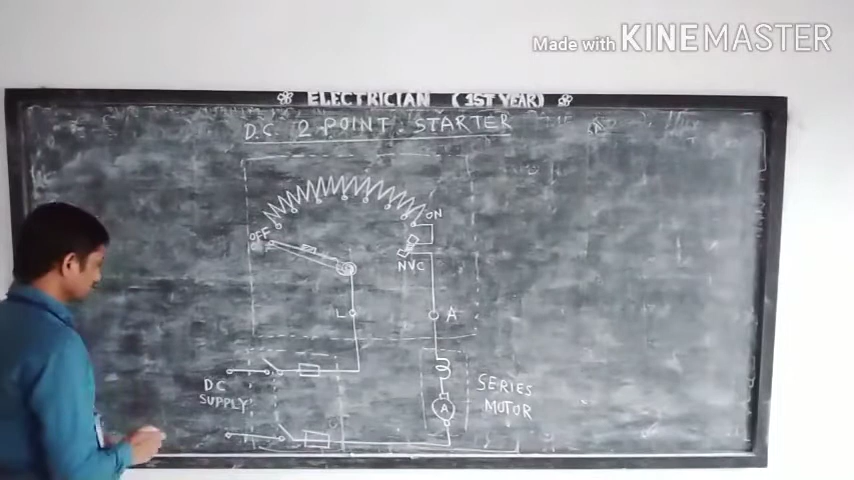 Made with KINEMASTER
ELECTRICIAN (1ST YEAR)
D.C. 2 POINT STARTER
ON
OFF
NVC
L
A
DC
SUPPLY
SERIES
MOTOR
A